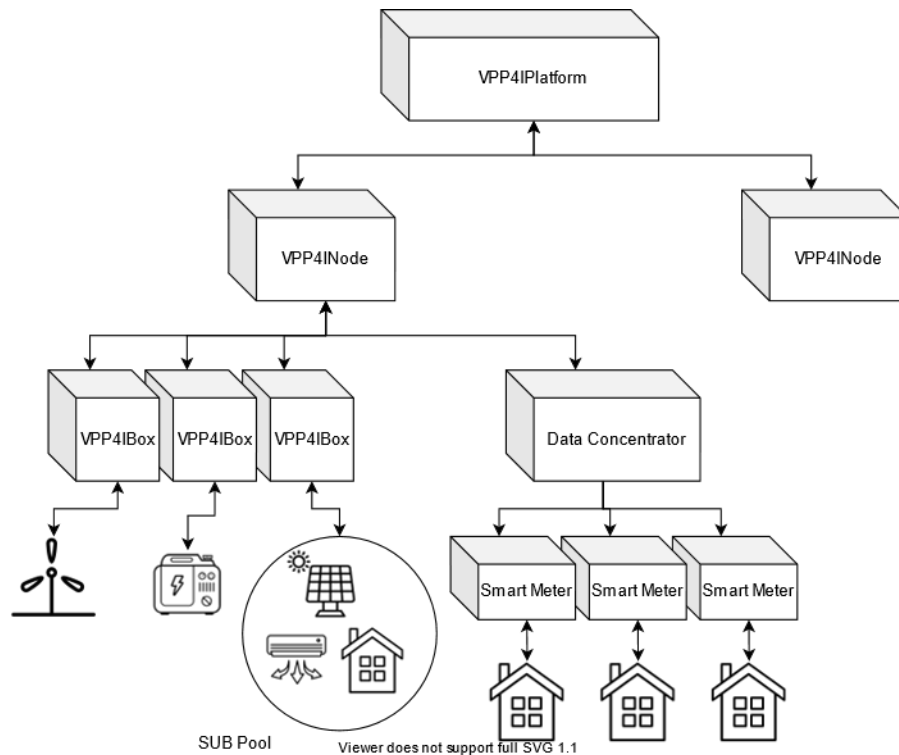 VPP4IPlatform
VPP4INode
VPP4INode
VPP4IBox
VPP4IBox
VPP4IBox
Data Concentrator
Smart Meter
Smart Meter
Smart Meter
SUB Pool
Viewer does not support full SVG 1.1